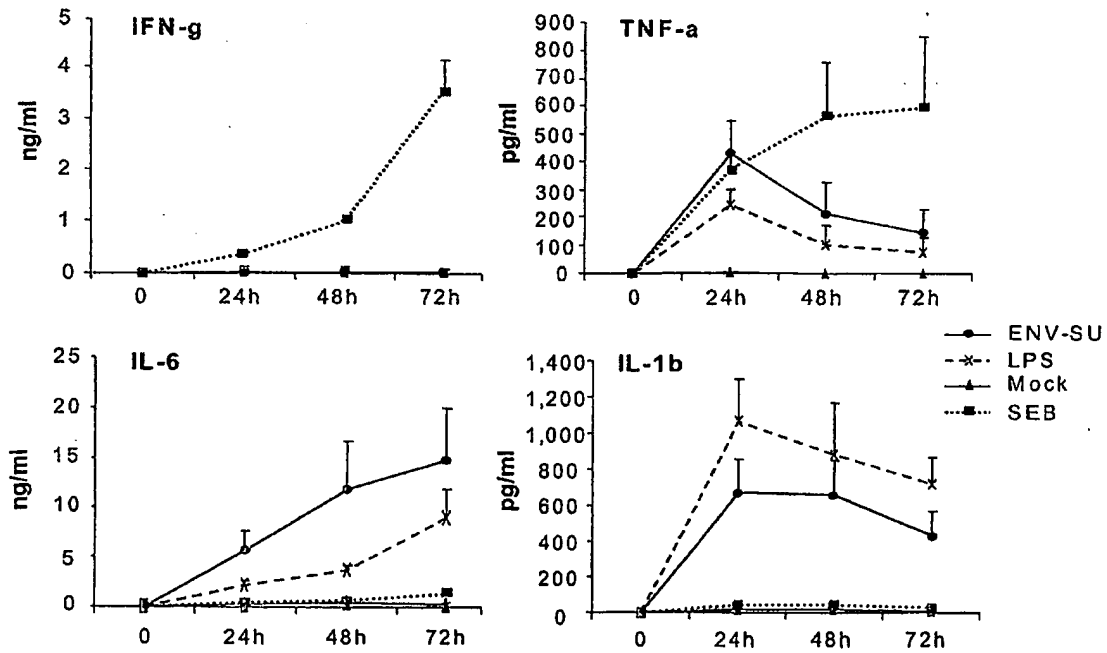 IFN-g
5
4
3
2
1
0
ng/ml
0 24h 48h 72h
TNF-a
900
800
700
600
500
400
300
200
100
0
pg/ml
0 24h 48h 72h
IL-6
25
20
15
10
5
0
ng/ml
0 24h 48h 72h
IL-1b
1,400
1,200
1,000
800
600
400
200
0
pg/ml
0 24h 48h 72h
ENV-SU
LPS
Mock
SEB